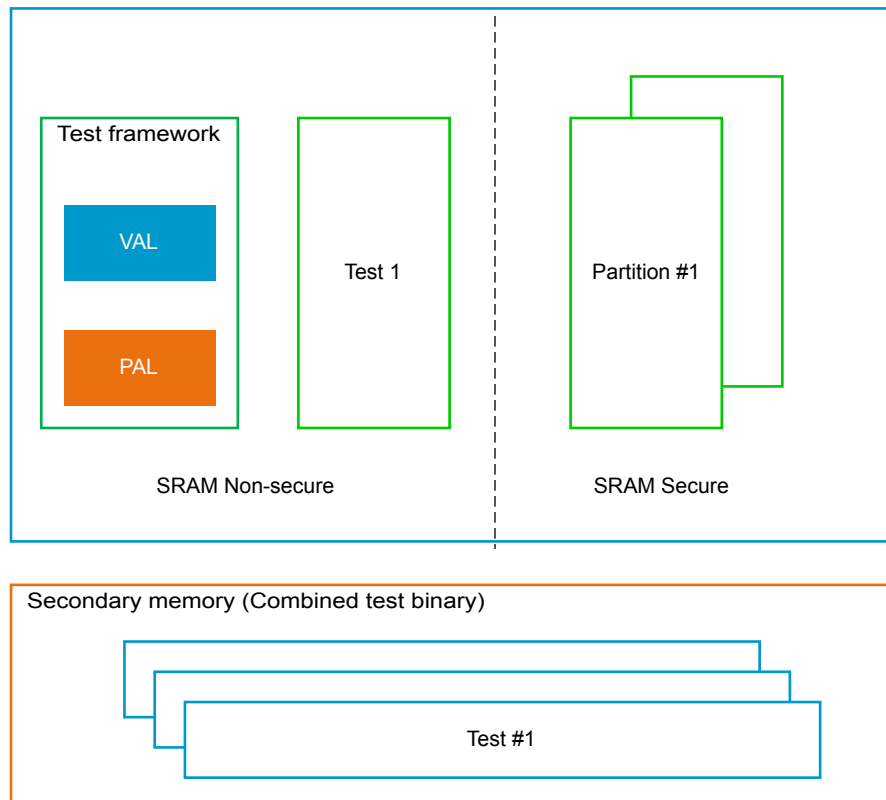 Test framework
VAL
PAL
Test 1
Partition #1
SRAM Non-secure
SRAM Secure
Secondary memory (Combined test binary)
Test #1